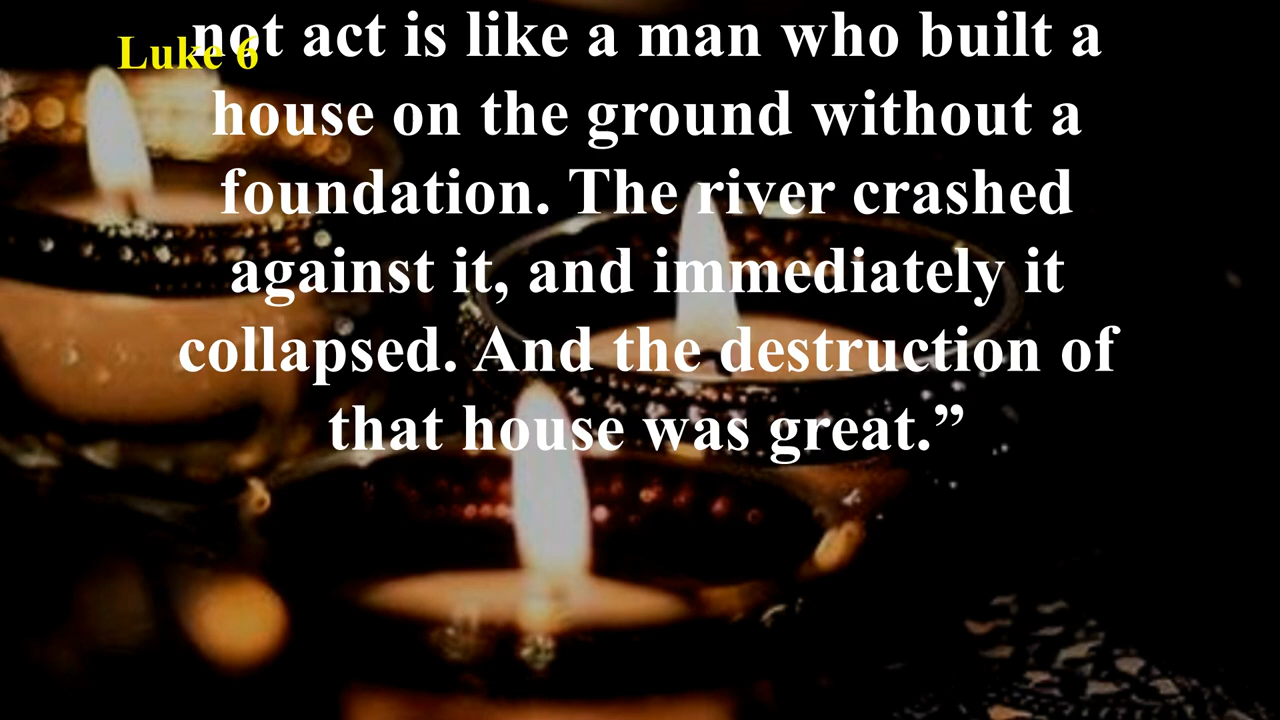 Luke 6
not act is like a man who built a
house on the ground without a
foundation. The river crashed
against it, and immediately it
collapsed. And the destruction of
that house was great.”